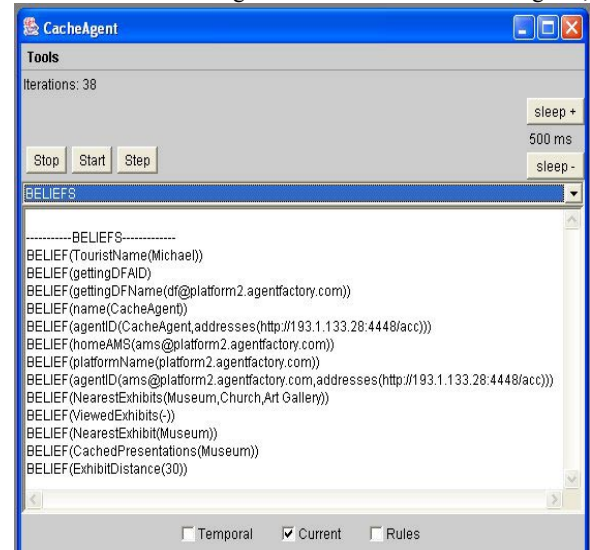 CacheAgent
Tools
Iterations: 38
sleep +
500 ms
Stop Start Step
sleep -
BELIEFS
-----------BELIEFS-------------
BELIEF(TouristName(Michael))
BELIEF(gettingDFAID)
BELIEF(gettingDFName(df@platform2.agentfactory.com))
BELIEF(name(CacheAgent))
BELIEF(agentID(CacheAgent,addresses(http://193.1.133.28:4448/acc)))
BELIEF(homeAMS(ams@platform2.agentfactory.com))
BELIEF(platformName(platform2.agentfactory.com))
BELIEF(agentID(ams@platform2.agentfactory.com,addresses(http://193.1.133.28:4448/acc)))
BELIEF(NearestExhibits(Museum,Church,Art Gallery))
BELIEF(ViewedExhibits(-))
BELIEF(NearestExhibit(Museum))
BELIEF(CachedPresentations(Museum))
BELIEF(ExhibitDistance(30))
Temporal Current Rules